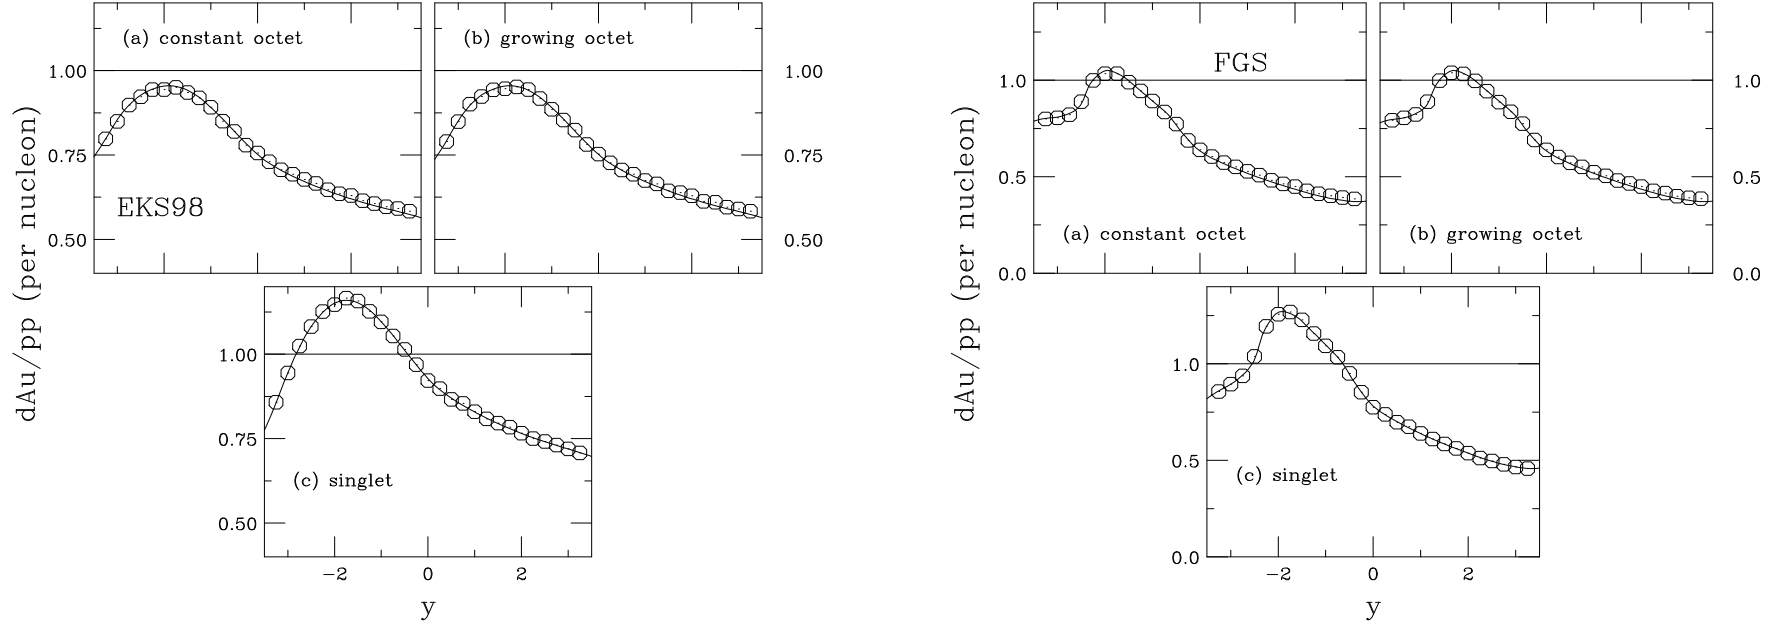 (a) constant octet
(b) growing octet
1.00
1.00
0.75
0.75
EKS98
0.50
0.50
dAu/pp (per nucleon)
1.00
0.75
(c) singlet
0.50
−2
0
2
y
FGS
1.0
1.0
0.5
0.5
(a) constant octet
(b) growing octet
0.0
0.0
dAu/pp (per nucleon)
1.0
0.5
(c) singlet
0.0
−2
0
2
y